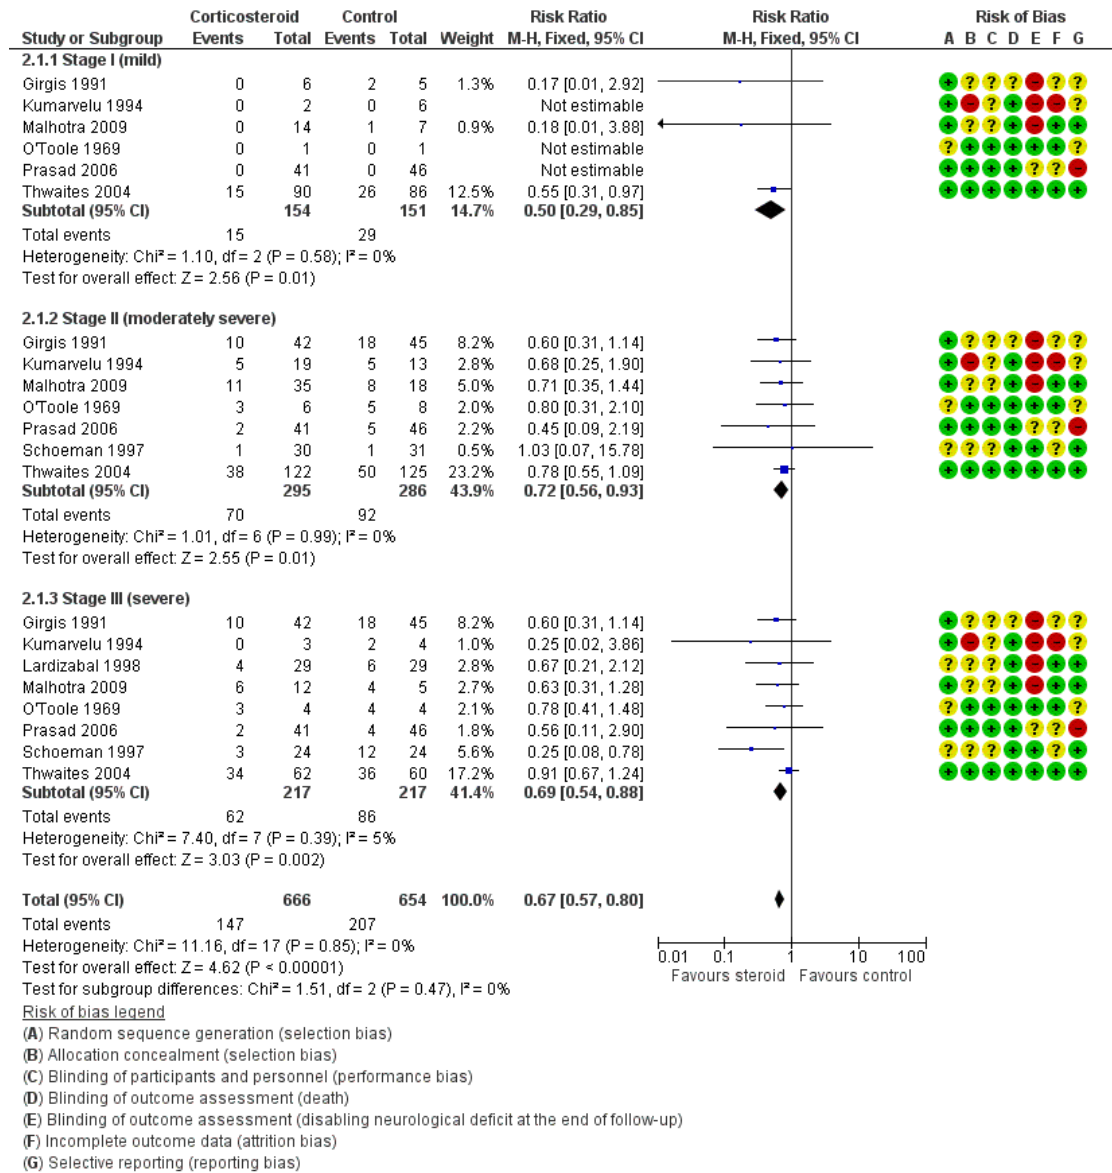 Corticosteroid Control Risk Ratio Risk Ratio Risk of Bias
Study or Subgroup Events Total Events Total Weight M-H, Fixed, 95% CI M-H, Fixed, 95% CI A B C D E F G
2.1.1 Stage I (mild)
Girgis 1991 0 6 2 5 1.3% 0.17 [0.01, 2.92] + ? ? ? - ? ?
Kumarvelu 1994 0 2 0 6 Not estimable + - ? + - - ?
Malhotra 2009 0 14 1 7 0.9% 0.18 [0.01, 3.88] + ? ? + - + +
O'Toole 1969 0 1 0 1 Not estimable ? + + + + + ?
Prasad 2006 0 41 0 46 Not estimable + + + + ? ? -
Thwaites 2004 15 90 26 86 12.5% 0.55 [0.31, 0.97] + + + + + + +
Subtotal (95% CI) 154 151 14.7% 0.50 [0.29, 0.85]
Total events 15 29
Heterogeneity: Chi² = 1.10, df = 2 (P = 0.58); I² = 0%
Test for overall effect: Z = 2.56 (P = 0.01)
2.1.2 Stage II (moderately severe)
Girgis 1991 10 42 18 45 8.2% 0.60 [0.31, 1.14] + ? ? ? - ? ?
Kumarvelu 1994 5 19 5 13 2.8% 0.68 [0.25, 1.90] + - ? + - - ?
Malhotra 2009 11 35 8 18 5.0% 0.71 [0.35, 1.44] + ? ? + - + +
O'Toole 1969 3 6 5 8 2.0% 0.80 [0.31, 2.10] ? + + + + + ?
Prasad 2006 2 41 5 46 2.2% 0.45 [0.09, 2.19] + + + + ? ? -
Schoeman 1997 1 30 1 31 0.5% 1.03 [0.07, 15.78] ? ? ? + + ? +
Thwaites 2004 38 122 50 125 23.2% 0.78 [0.55, 1.09] + + + + + + +
Subtotal (95% CI) 295 286 43.9% 0.72 [0.56, 0.93]
Total events 70 92
Heterogeneity: Chi² = 1.01, df = 6 (P = 0.99); I² = 0%
Test for overall effect: Z = 2.55 (P = 0.01)
2.1.3 Stage III (severe)
Girgis 1991 10 42 18 45 8.2% 0.60 [0.31, 1.14] + ? ? ? - ? ?
Kumarvelu 1994 0 3 2 4 1.0% 0.25 [0.02, 3.86] + - ? + - - ?
Lardizabal 1998 4 29 6 29 2.8% 0.67 [0.21, 2.12] ? ? ? + - + +
Malhotra 2009 6 12 4 5 2.7% 0.63 [0.31, 1.28] + ? ? + - + +
O'Toole 1969 3 4 4 4 4.1% 0.78 [0.41, 1.48] ? + + + + + ?
Prasad 2006 2 41 4 46 1.8% 0.56 [0.11, 2.90] + + + + ? ? -
Schoeman 1997 3 24 12 24 5.6% 0.25 [0.08, 0.78] ? ? ? + + ? +
Thwaites 2004 34 62 36 60 17.2% 0.91 [0.67, 1.24] + + + + + + +
Subtotal (95% CI) 217 217 41.4% 0.69 [0.54, 0.88]
Total events 62 86
Heterogeneity: Chi² = 7.40, df = 7 (P = 0.39); I² = 5%
Test for overall effect: Z = 3.03 (P = 0.002)
Total (95% CI) 666 654 100.0% 0.67 [0.57, 0.80]
Total events 147 207
Heterogeneity: Chi² = 11.16, df = 17 (P = 0.85); I² = 0%
Test for overall effect: Z = 4.62 (P < 0.00001)
Test for subgroup differences: Chi² = 1.51, df = 2 (P = 0.47), I² = 0%
0.01 0.1 1 10 100
Favours steroid Favours control
Risk of bias legend
(A) Random sequence generation (selection bias)
(B) Allocation concealment (selection bias)
(C) Blinding of participants and personnel (performance bias)
(D) Blinding of outcome assessment (death)
(E) Blinding of outcome assessment (disabling neurological deficit at the end of follow-up)
(F) Incomplete outcome data (attrition bias)
(G) Selective reporting (reporting bias)